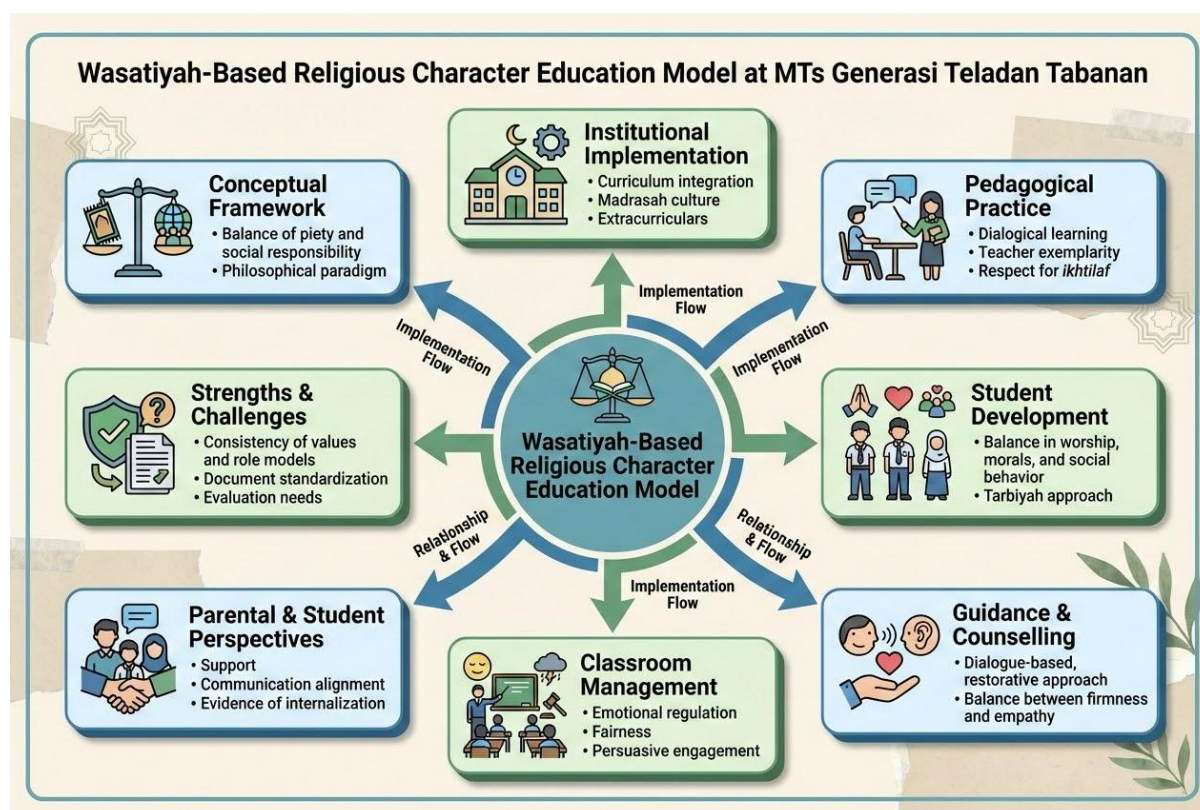 Wasatiyah-Based Religious Character Education Model at MTs Generasi Teladan Tabanan
Conceptual
Framework
• Balance of piety and
social responsibility
• Philosophical paradigm
Institutional
Implementation
• Curriculum integration
• Madrasah culture
• Extracurriculars
Pedagogical
Practice
• Dialogical learning
• Teacher exemplarity
• Respect for ikhtilaf
Implementation
Flow
Implementation
Flow
Implementation
Flow
Strengths &
Challenges
• Consistency of values
and role models
• Document standardization
• Evaluation needs
Wasatiyah-Based
Religious Character
Education Model
Student
Development
• Balance in worship,
morals, and social
behavior
• Tarbiyah approach
Relationship
& Flow
Relationship
& Flow
Implementation
Flow
Parental & Student
Perspectives
• Support
• Communication alignment
• Evidence of internalization
Classroom
Management
• Emotional regulation
• Fairness
• Persuasive engagement
Guidance &
Counselling
• Dialogue-based,
restorative approach
• Balance between firmness
and empathy